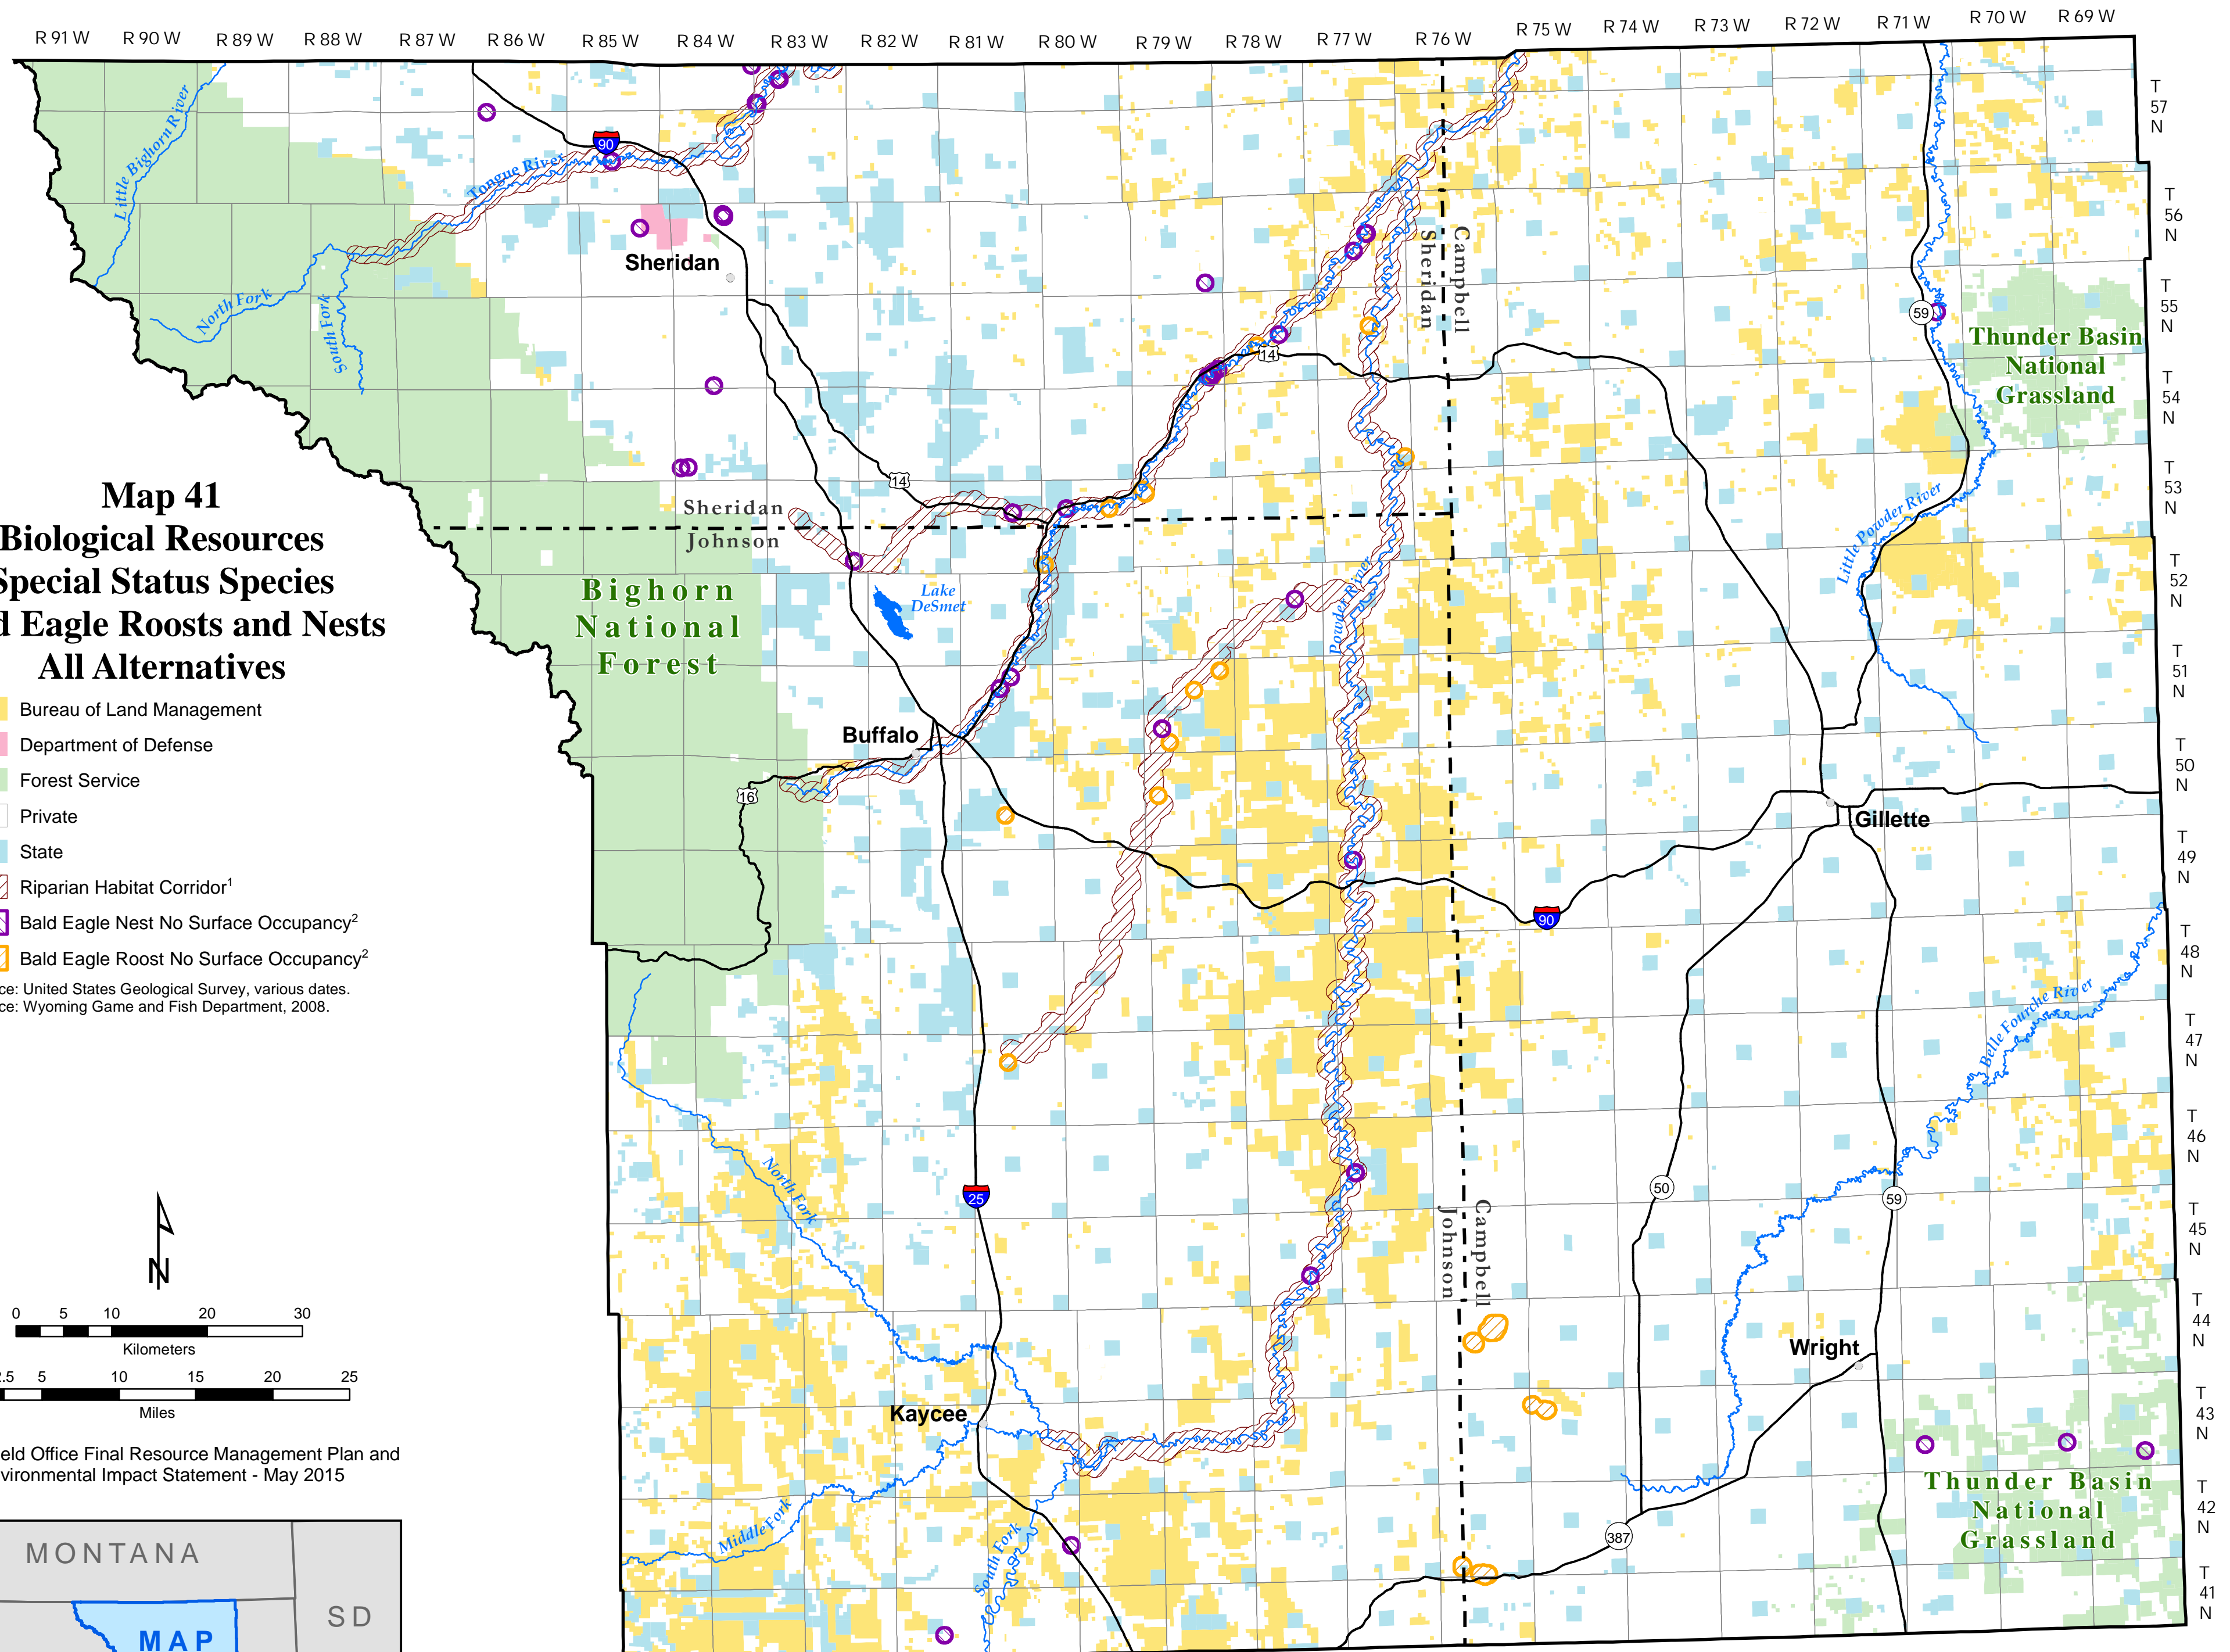 R 91 W R 90 W R 89 W R 88 W R 87 W R 86 W R 85 W R 84 W R 83 W R 82 W R 81 W R 80 W R 79 W R 78 W R 77 W R 76 W R 75 W R 74 W R 73 W R 72 W R 71 W R 70 W R 69 W
T
57
N
T
56
N
T
55
N
T
54
N
T
53
N
T
52
N
T
51
N
T
50
N
T
49
N
T
48
N
T
47
N
T
46
N
T
45
N
T
44
N
T
43
N
T
42
N
T
41
N
Little Bighorn River
Tongue River
90
North Fork
South Fork
Sheridan
Campbell
Sheridan
59
Thunder Basin
National
Grassland
14
14
Sheridan
Johnson
Little Powder River
Powder River
Bighorn
National
Forest
Lake
DeSmet
Buffalo
16
Gillette
90
Belle Fourche River
North Fork
25
50
59
Johnson
Campbell
Wright
Kaycee
Middle Fork
South Fork
387
Thunder Basin
National
Grassland
Map 41
Biological Resources
Special Status Species
Eagle Roosts and Nests
All Alternatives
Bureau of Land Management
Department of Defense
Forest Service
Private
State
Riparian Habitat Corridor1
Bald Eagle Nest No Surface Occupancy2
Bald Eagle Roost No Surface Occupancy2
United States Geological Survey, various dates.
Wyoming Game and Fish Department, 2008.
N
0 5 10 20 30
Kilometers
5 10 15 20 25
Miles
Office Final Resource Management Plan and
Environmental Impact Statement - May 2015
MONTANA
SD
MAP